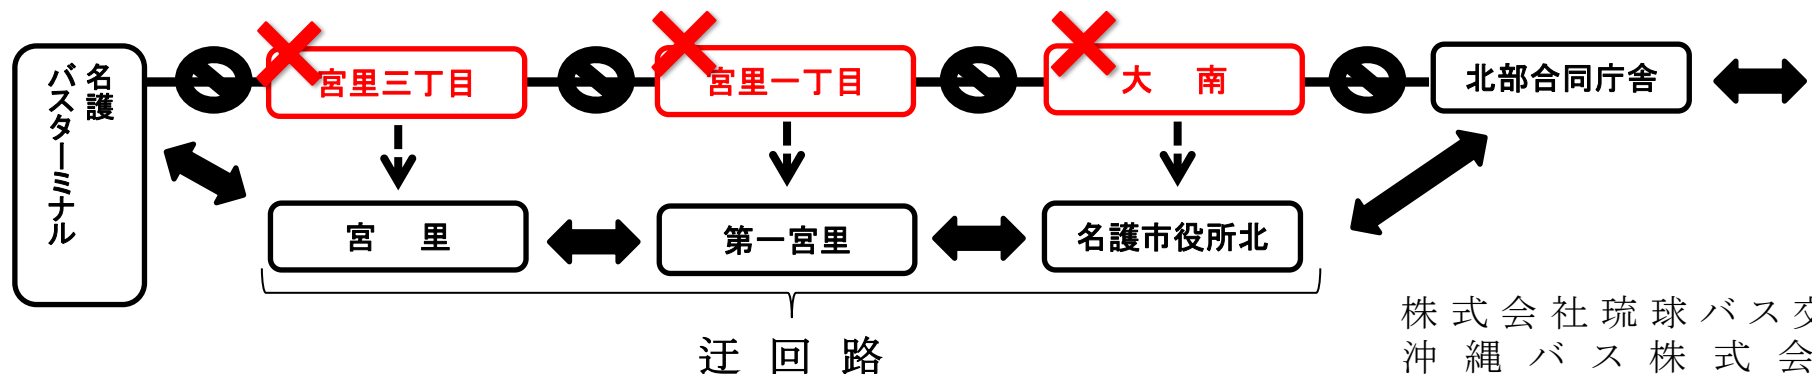 名護
バスターミナル
宮里三丁目
宮里一丁目
大南
北部合同庁舎
宮里
第一宮里
名護市役所北
迂回路
株式会社琉球バス交
沖縄バス株式会